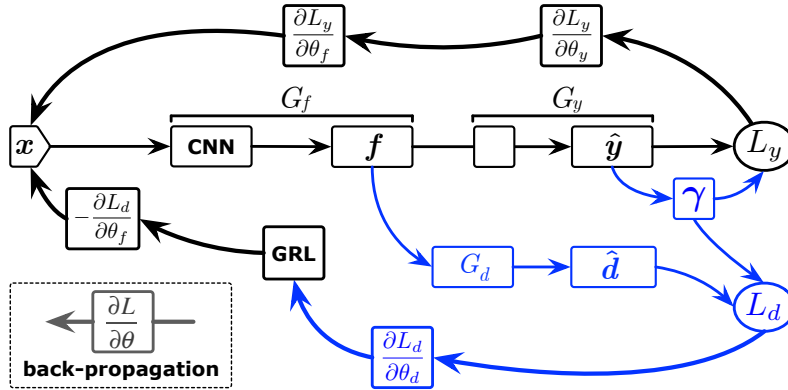 ∂L_y/∂θ_f
∂L_y/∂θ_y
G_f
G_y
x
CNN
f
ŷ
L_y
γ
-∂L_d/∂θ_f
GRL
G_d
d̂
L_d
∂L/∂θ
back-propagation
∂L_d/∂θ_d